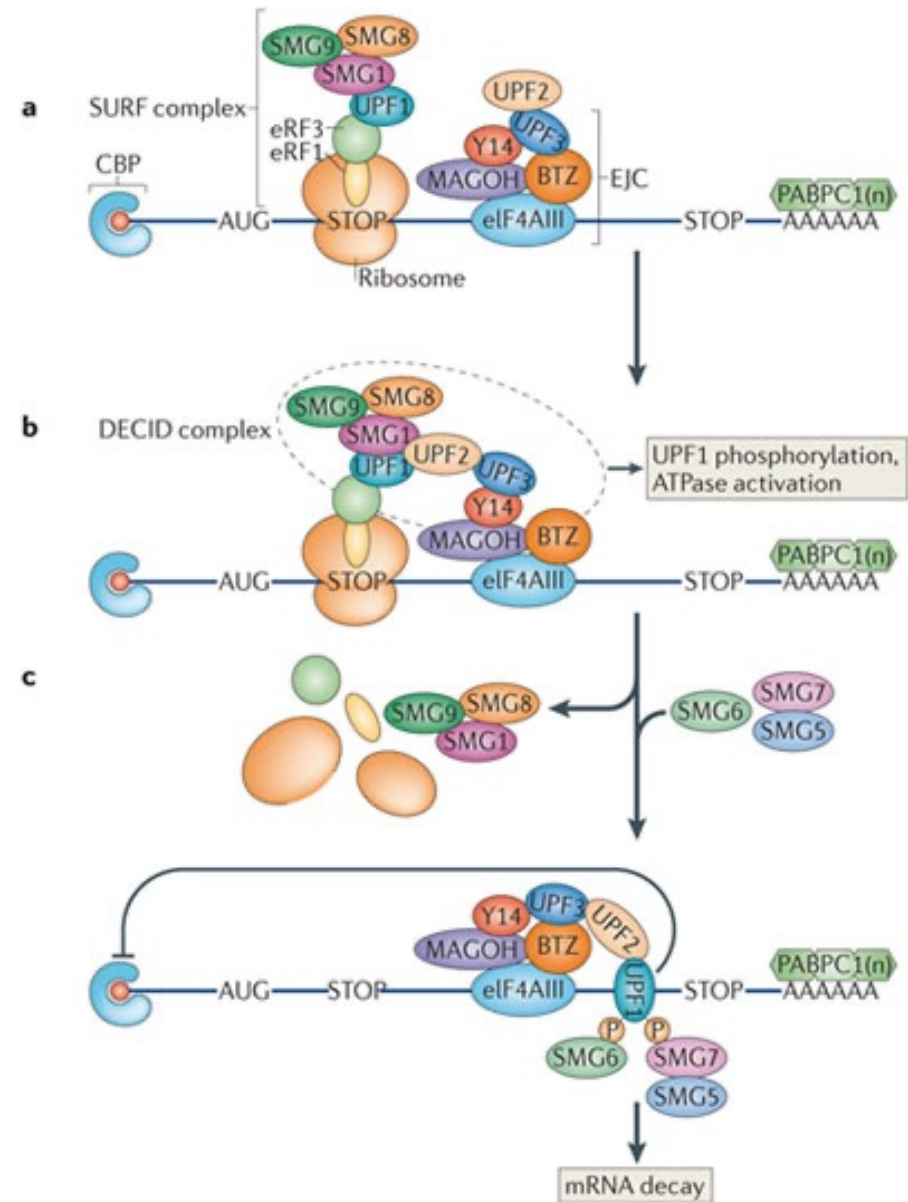 a
SURF complex
SMG9
SMG8
SMG1
UPF1
eRF3
eRF1
UPF2
UPF3
Y14
MAGOH
BTZ
EJC
CBP
AUG
STOP
eIF4AIII
STOP
PABPC1(n)
AAAAAA
Ribosome
b
DECID complex
SMG9
SMG8
SMG1
UPF1
UPF2
UPF3
Y14
MAGOH
BTZ
UPF1 phosphorylation,
ATPase activation
AUG
STOP
eIF4AIII
STOP
PABPC1(n)
AAAAAA
c
SMG9
SMG8
SMG1
SMG6
SMG7
SMG5
Y14
UPF3
UPF2
MAGOH
BTZ
AUG
STOP
eIF4AIII
UPF1
STOP
PABPC1(n)
AAAAAA
P
P
SMG6
SMG7
SMG5
mRNA decay